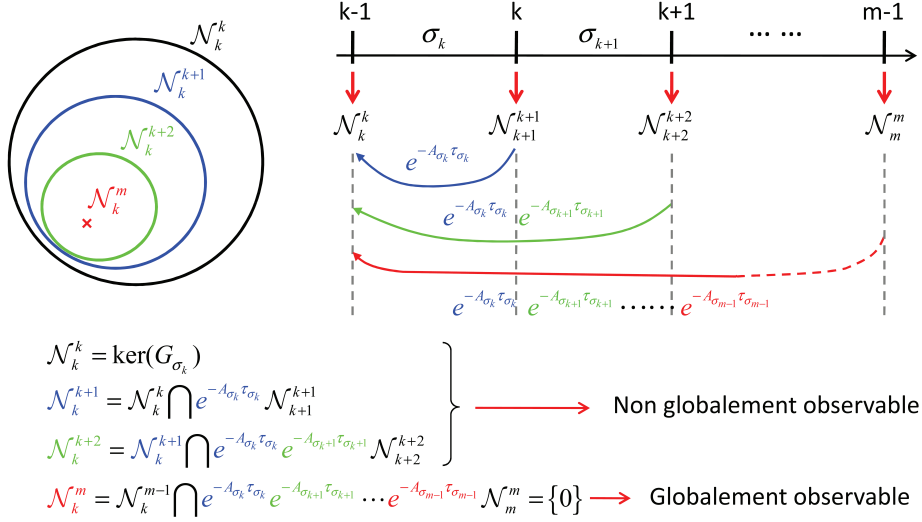 𝒩_k^k
𝒩_k^{k+1}
𝒩_k^{k+2}
𝒩_k^m
k-1 k k+1 m-1
σ_k σ_{k+1} ... ...
𝒩_k^k 𝒩_{k+1}^{k+1} 𝒩_{k+2}^{k+2} 𝒩_m^m
e^{-A_{σ_k}τ_{σ_k}}
e^{-A_{σ_k}τ_{σ_k}} e^{-A_{σ_{k+1}}τ_{σ_{k+1}}}
e^{-A_{σ_k}τ_{σ_k}} e^{-A_{σ_{k+1}}τ_{σ_{k+1}}} ...... e^{-A_{σ_{m-1}}τ_{σ_{m-1}}}
𝒩_k^k = ker(G_{σ_k})
𝒩_k^{k+1} = 𝒩_k^k ⋂ e^{-A_{σ_k}τ_{σ_k}} 𝒩_{k+1}^{k+1}
Non globalement observable
𝒩_k^{k+2} = 𝒩_k^{k+1} ⋂ e^{-A_{σ_k}τ_{σ_k}} e^{-A_{σ_{k+1}}τ_{σ_{k+1}}} 𝒩_{k+2}^{k+2}
𝒩_k^m = 𝒩_k^{m-1} ⋂ e^{-A_{σ_k}τ_{σ_k}} e^{-A_{σ_{k+1}}τ_{σ_{k+1}}} ⋯ e^{-A_{σ_{m-1}}τ_{σ_{m-1}}} 𝒩_m^m = {0}
Globalement observable